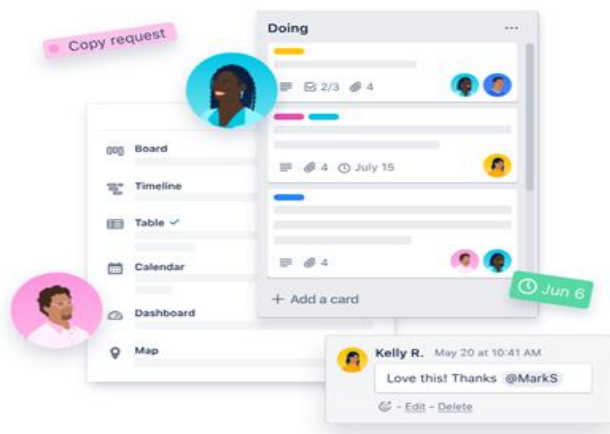 Copy request
Doing
2/3 4
4 July 15
4
+ Add a card
Board
Timeline
Table
Calendar
Dashboard
Map
Jun 6
Kelly R. May 20 at 10:41 AM
Love this! Thanks @MarkS
- Edit - Delete